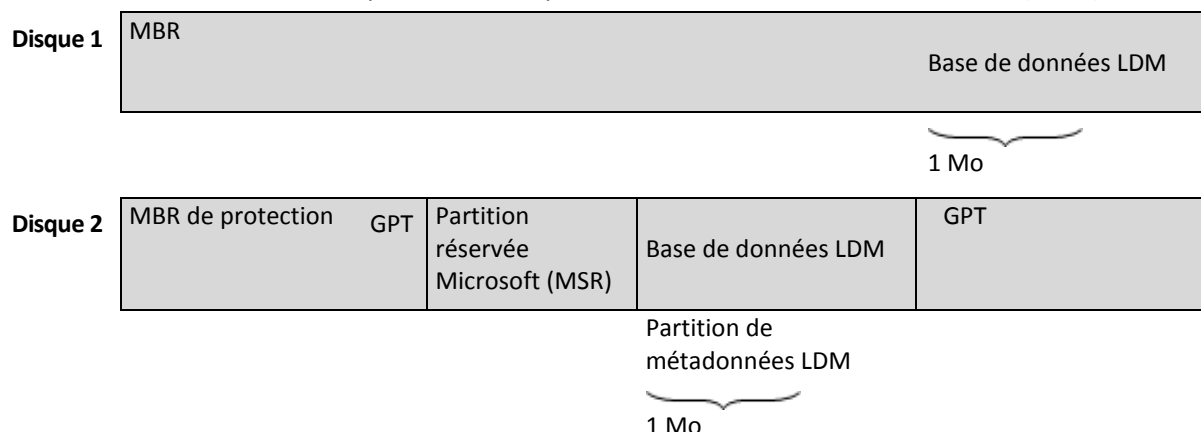 Disque 1
MBR
Base de données LDM
1 Mo
Disque 2
MBR de protection
GPT
Partition
réservée
Microsoft (MSR)
Base de données LDM
GPT
Partition de
métadonnées LDM
1 Mo